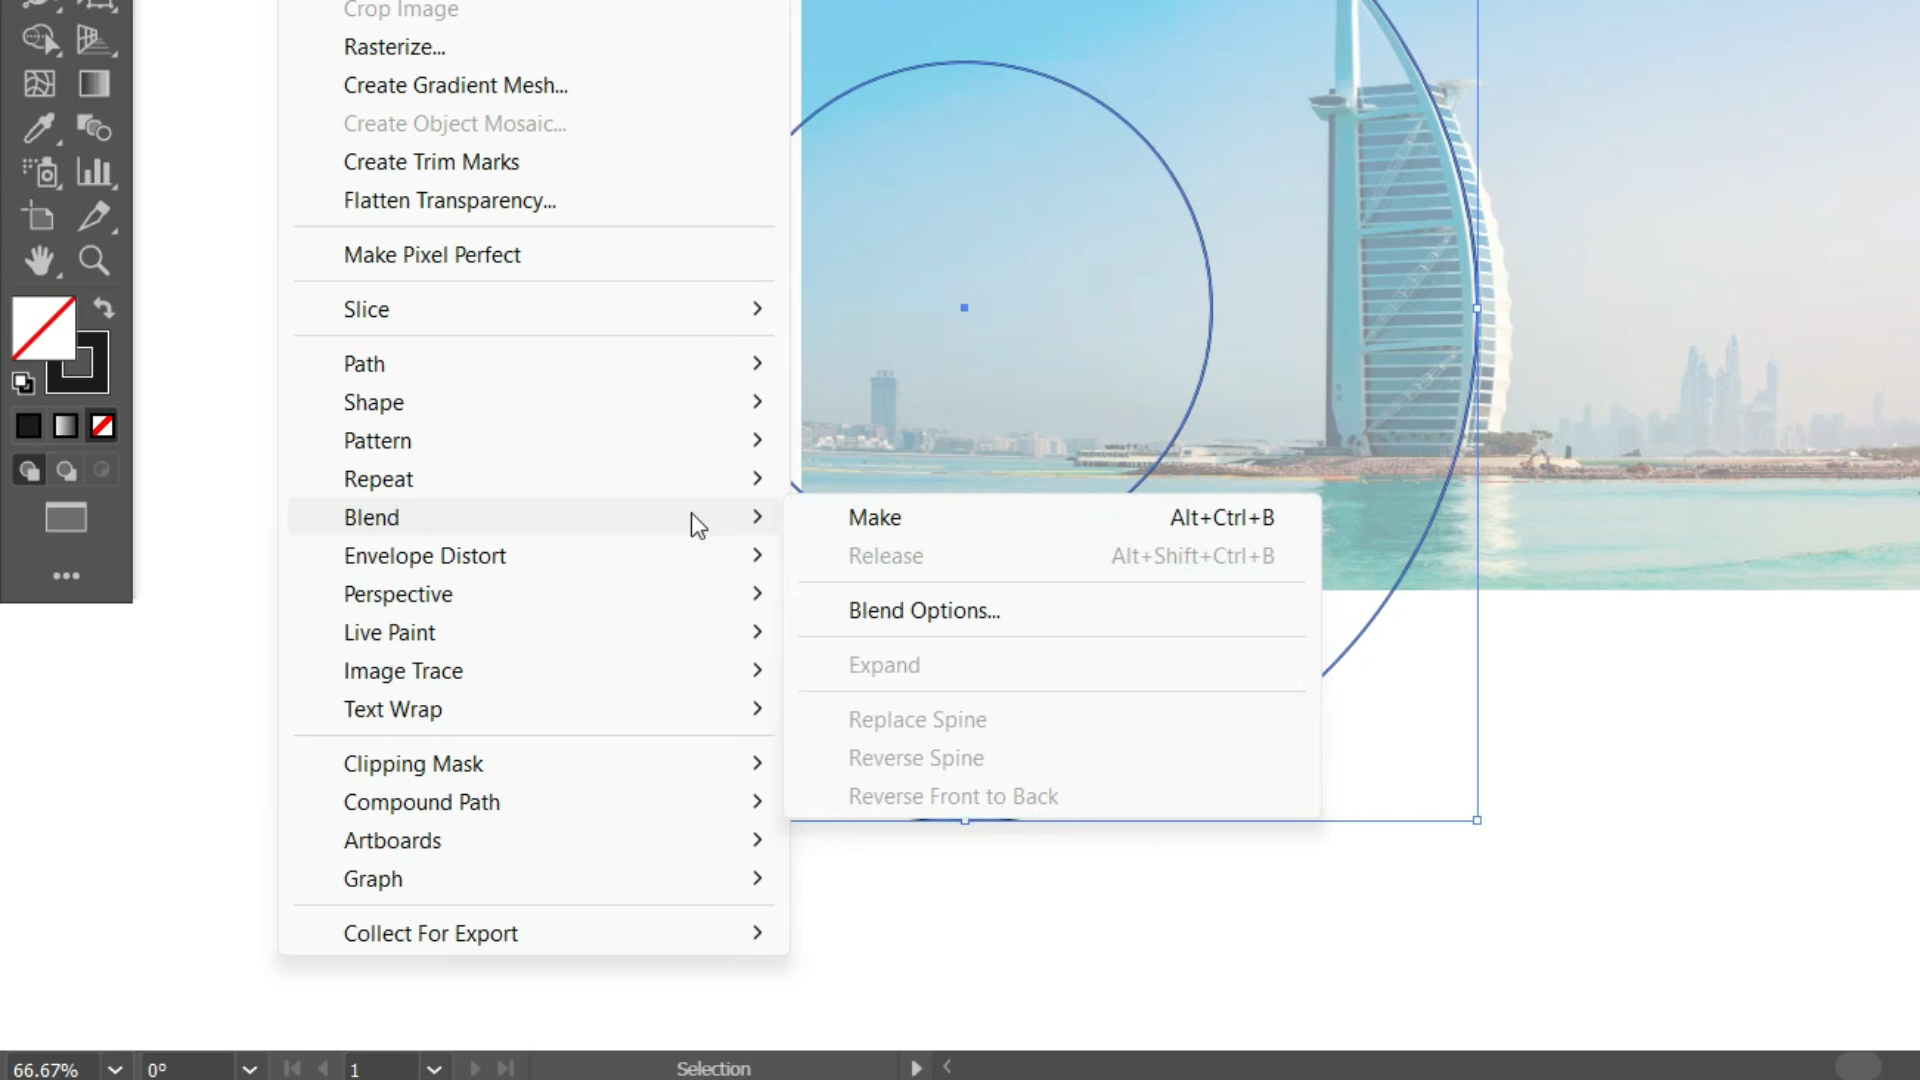 Crop Image
Rasterize...
Create Gradient Mesh...
Create Object Mosaic...
Create Trim Marks
Flatten Transparency...
Make Pixel Perfect
Slice
Path
Shape
Pattern
Repeat
Blend
Make Alt+Ctrl+B
Envelope Distort
Release Alt+Shift+Ctrl+B
Perspective
Blend Options...
Live Paint
Image Trace
Expand
Text Wrap
Replace Spine
Clipping Mask
Reverse Spine
Compound Path
Reverse Front to Back
Artboards
Graph
Collect For Export
66.67% 0° 1 Selection